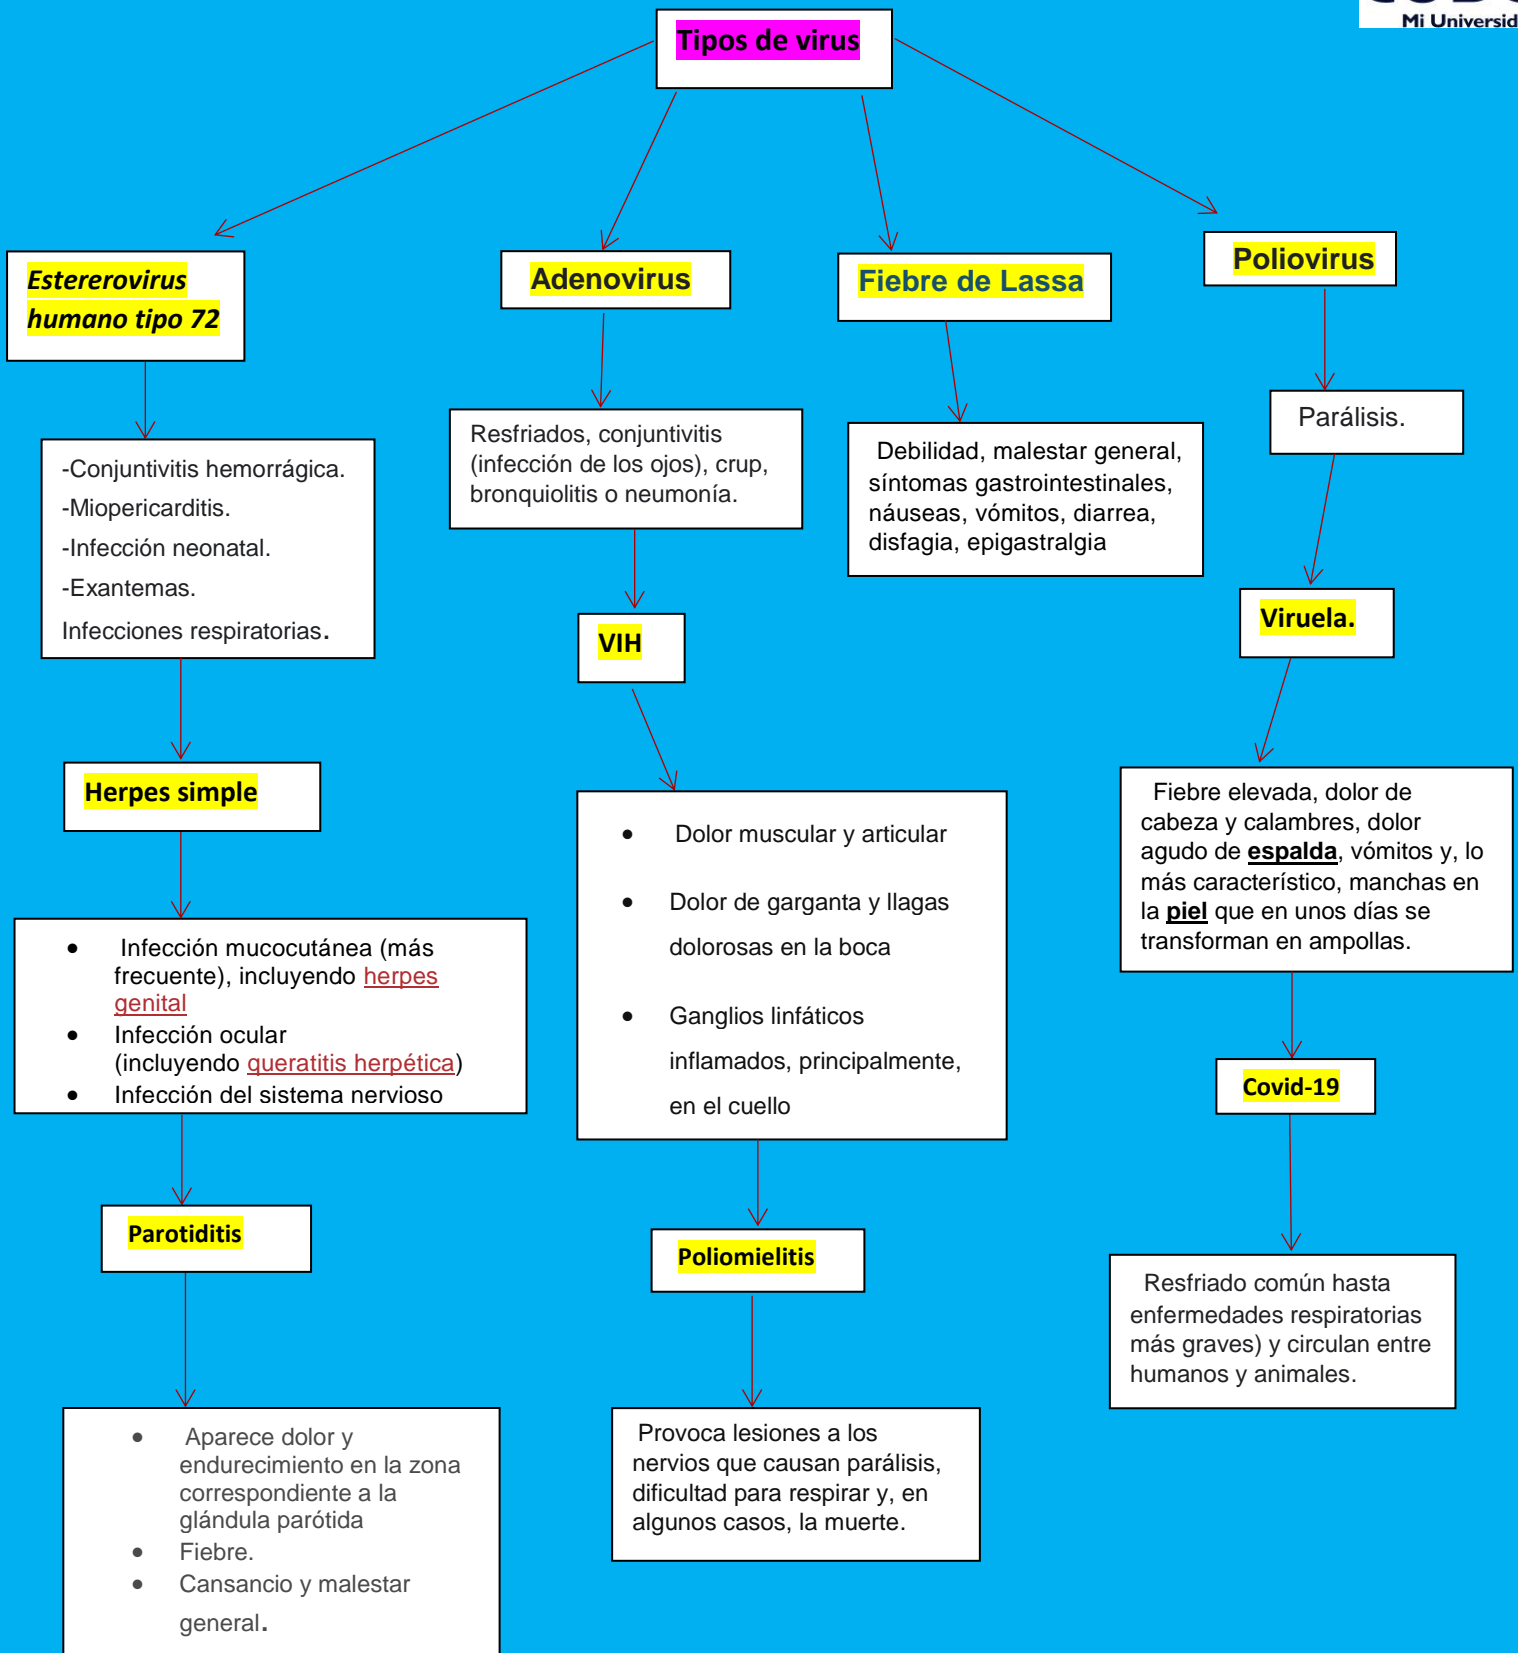 Mi Universid
Tipos de virus
Estererovirus
humano tipo 72
Adenovirus
Fiebre de Lassa
Poliovirus
-Conjuntivitis hemorrágica.
-Miopericarditis.
-Infección neonatal.
-Exantemas.
Infecciones respiratorias.
Resfriados, conjuntivitis
(infección de los ojos), crup,
bronquiolitis o neumonía.
Debilidad, malestar general,
síntomas gastrointestinales,
náuseas, vómitos, diarrea,
disfagia, epigastralgia
Parálisis.
VIH
Viruela.
Herpes simple
• Dolor muscular y articular
• Dolor de garganta y llagas
dolorosas en la boca
• Ganglios linfáticos
inflamados, principalmente,
en el cuello
Fiebre elevada, dolor de
cabeza y calambres, dolor
agudo de espalda, vómitos y, lo
más característico, manchas en
la piel que en unos días se
transforman en ampollas.
• Infección mucocutánea (más
frecuente), incluyendo herpes
genital
• Infección ocular
(incluyendo queratitis herpética)
• Infección del sistema nervioso
Covid-19
Parotiditis
Poliomielitis
Resfriado común hasta
enfermedades respiratorias
más graves) y circulan entre
humanos y animales.
• Aparece dolor y
endurecimiento en la zona
correspondiente a la
glándula parótida
• Fiebre.
• Cansancio y malestar
general.
Provoca lesiones a los
nervios que causan parálisis,
dificultad para respirar y, en
algunos casos, la muerte.